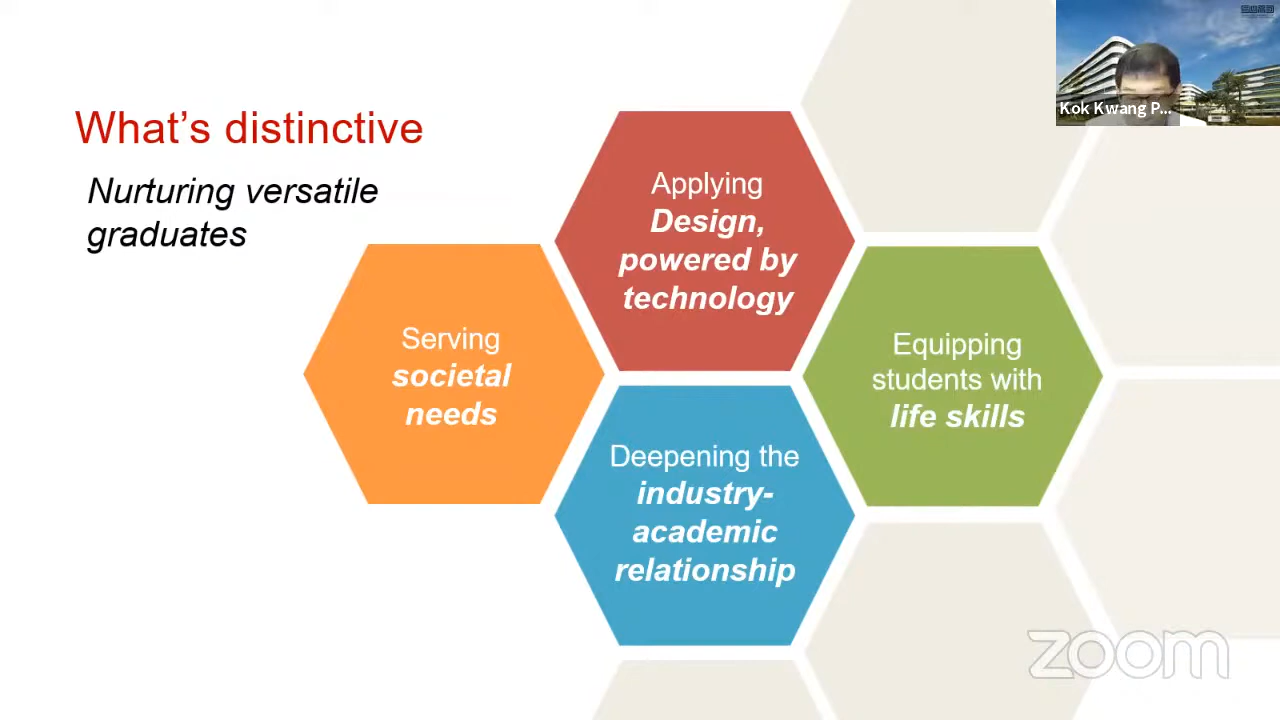 What's distinctive
Nurturing versatile
graduates
Applying
Design,
powered by
technology
Serving
societal
needs
Equipping
students with
life skills
Deepening the
industry-
academic
relationship
Kok Kwang P...
zoom